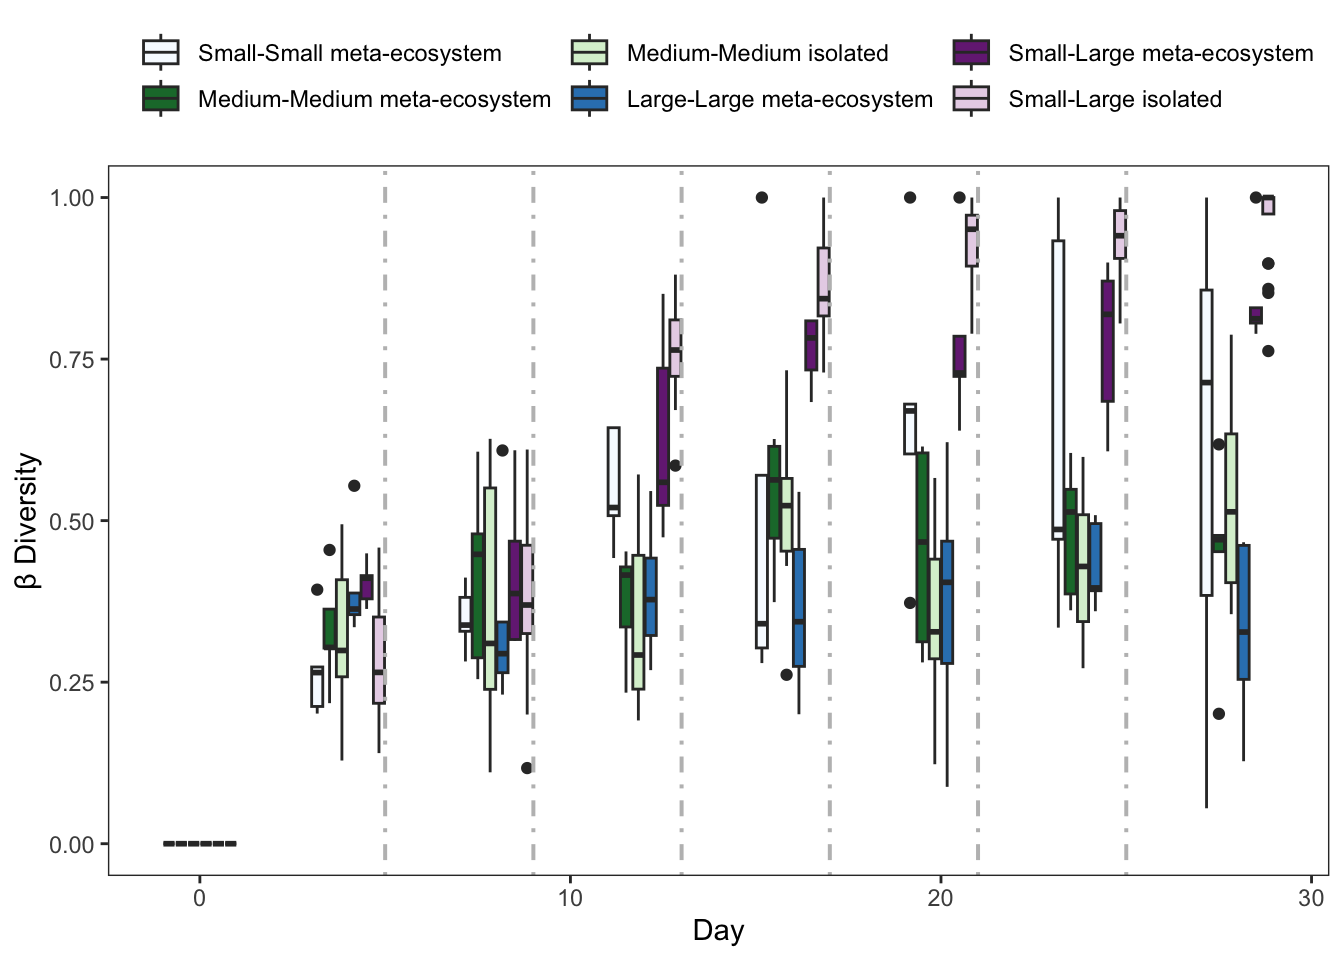 Small-Small meta-ecosystem Medium-Medium isolated Small-Large meta-ecosystem
Medium-Medium meta-ecosystem Large-Large meta-ecosystem Small-Large isolated
1.00
0.75
0.50
0.25
0.00
β Diversity
0 10 20 30
Day